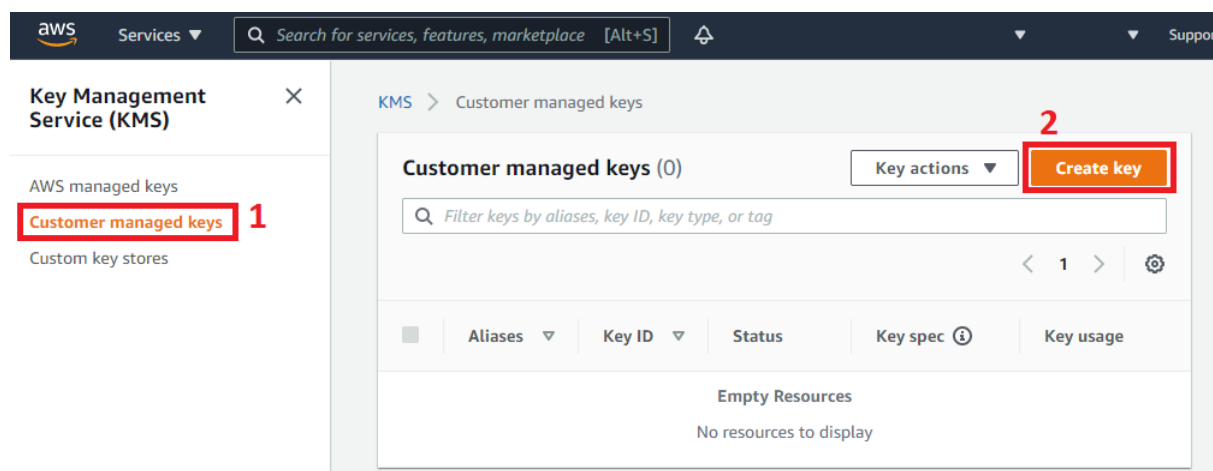 aws Services Search for services, features, marketplace [Alt+S]
Key Management
Service (KMS)
AWS managed keys
Customer managed keys 1
Custom key stores
KMS > Customer managed keys
2
Customer managed keys (0) Key actions Create key
Filter keys by aliases, key ID, key type, or tag
< 1 >
Aliases Key ID Status Key spec Key usage
Empty Resources
No resources to display